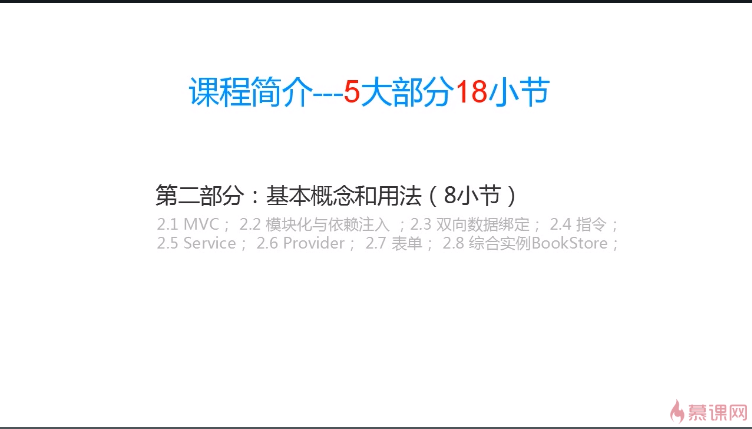 课程简介---5大部分18小节
第二部分：基本概念和用法（8小节）
2.1 MVC； 2.2 模块化与依赖注入 ；2.3 双向数据绑定； 2.4 指令；
2.5 Service； 2.6 Provider； 2.7 表单； 2.8 综合实例BookStore；
慕课网